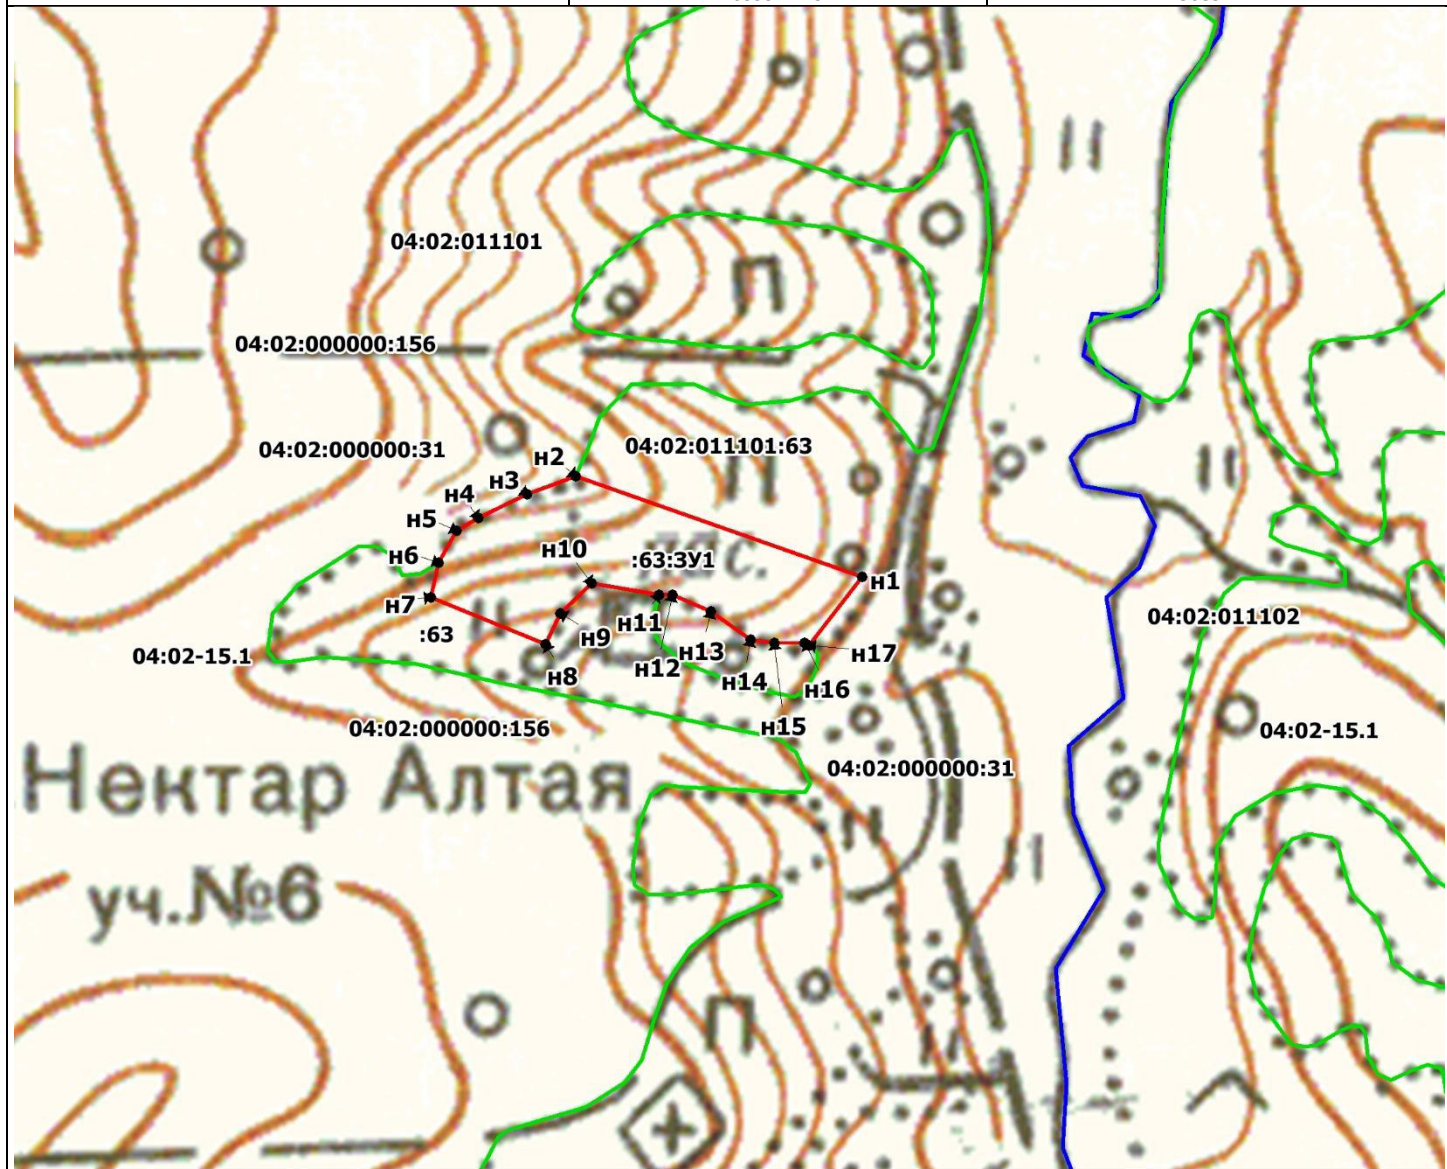 04:02:011101
04:02:000000:156
04:02:000000:31
04:02:011101:63
н2
н3
н4
н5
н10
:63:ЗУ1
пас.
н6
н1
н7
04:02:011102
н11
:63
н9
н13
н17
04:02-15.1
н12
н8
н14
н16
04:02:000000:156
н15
04:02-15.1
04:02:000000:31
Нектар Алтая
уч.№6
П
П
П